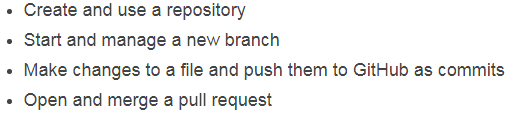 • Create and use a repository
• Start and manage a new branch
• Make changes to a file and push them to GitHub as commits
• Open and merge a pull request